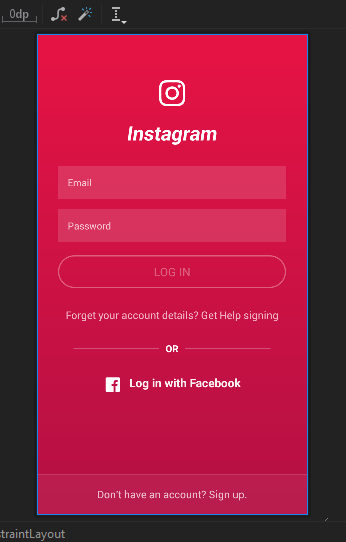 0dp
Instagram
Email
Password
LOG IN
Forget your account details? Get Help signing
OR
Log in with Facebook
Don't have an account? Sign up.
straintLayout